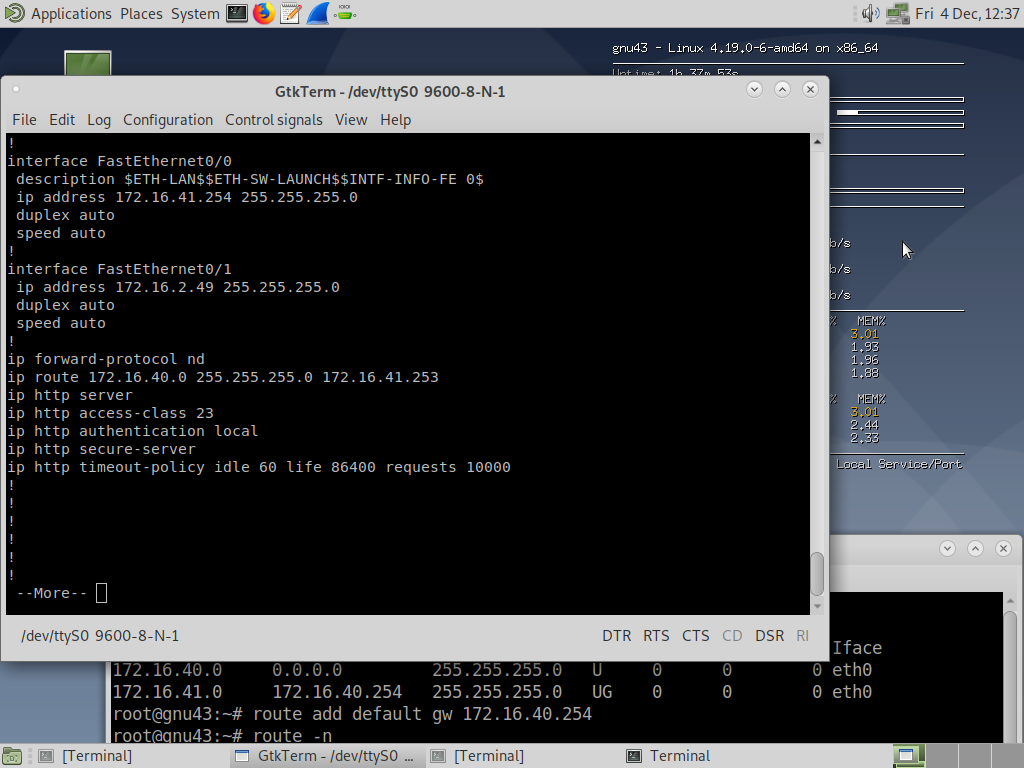 Applications Places System Fri 4 Dec, 12:37
gnu43 - Linux 4.19.0-6-amd64 on x86_64
Uptime: 1h 37m 53s
GtkTerm - /dev/ttyS0 9600-8-N-1
File Edit Log Configuration Control signals View Help
!
interface FastEthernet0/0
 description $ETH-LAN$$ETH-SW-LAUNCH$$INTF-INFO-FE 0$
 ip address 172.16.41.254 255.255.255.0
 duplex auto
 speed auto
!
interface FastEthernet0/1
 ip address 172.16.2.49 255.255.255.0
 duplex auto
 speed auto
!
ip forward-protocol nd
ip route 172.16.40.0 255.255.255.0 172.16.41.253
ip http server
ip http access-class 23
ip http authentication local
ip http secure-server
ip http timeout-policy idle 60 life 86400 requests 10000
!
!
!
!
!
!
 --More--
/dev/ttyS0 9600-8-N-1 DTR RTS CTS CD DSR RI
b/s
b/s
b/s
% MEM%
3.01
1.93
1.96
1.88
% MEM%
3.01
2.44
2.33
Local Service/Port
Iface
172.16.40.0 0.0.0.0 255.255.255.0 U 0 0 0 eth0
172.16.41.0 172.16.40.254 255.255.255.0 UG 0 0 0 eth0
root@gnu43:~# route add default gw 172.16.40.254
root@gnu43:~# route -n
[Terminal] GtkTerm - /dev/ttyS0 ... [Terminal] Terminal